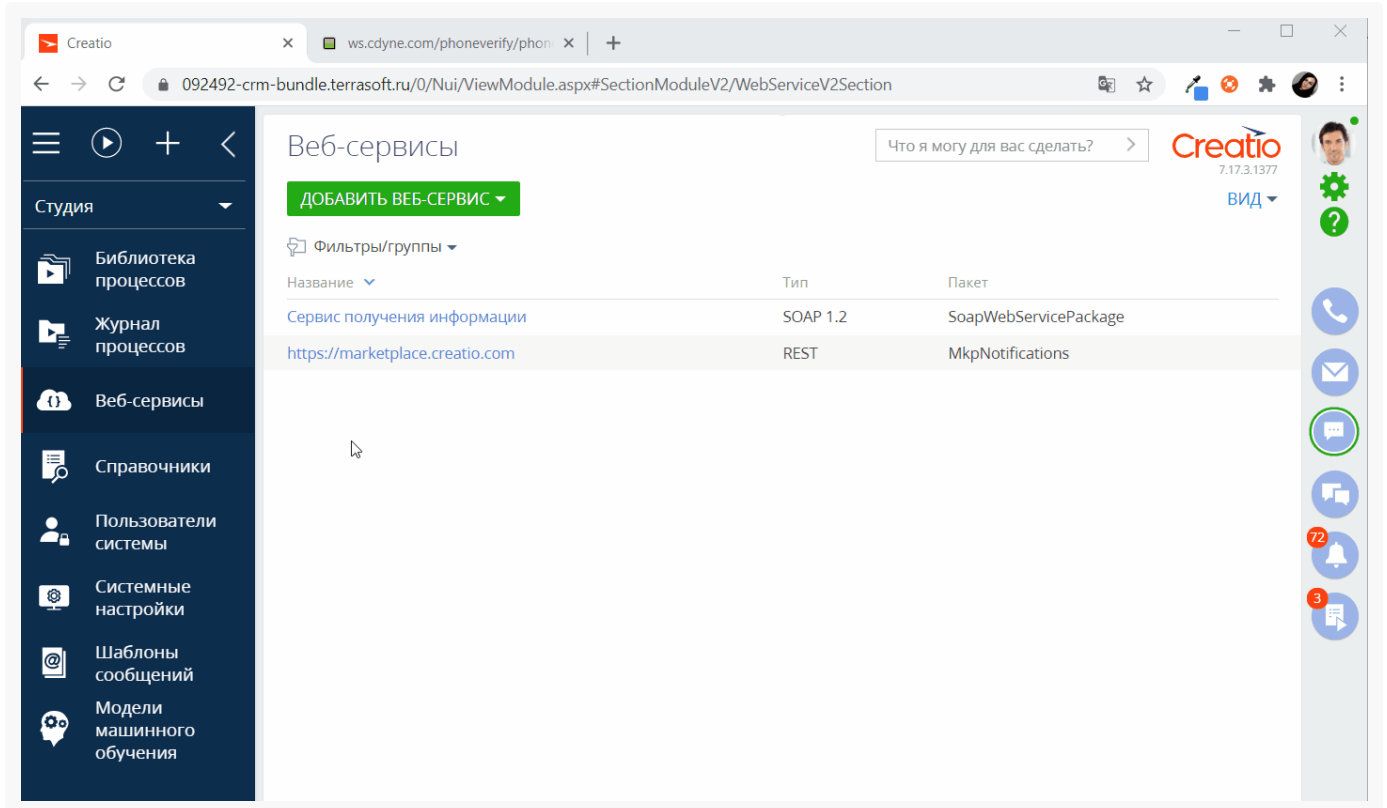 Creatio
ws.cdyne.com/phoneverify/phon
092492-crm-bundle.terrasoft.ru/0/Nui/ViewModule.aspx#SectionModuleV2/WebServiceV2Section
Веб-сервисы
Что я могу для вас сделать?
Creatio
7.17.3.1377
Студия
ДОБАВИТЬ ВЕБ-СЕРВИС
ВИД
Фильтры/группы
Название Тип Пакет
Сервис получения информации SOAP 1.2 SoapWebServicePackage
https://marketplace.creatio.com REST MkpNotifications
Библиотека
процессов
Журнал
процессов
Веб-сервисы
Справочники
Пользователи
системы
Системные
настройки
Шаблоны
сообщений
Модели
машинного
обучения
72
3